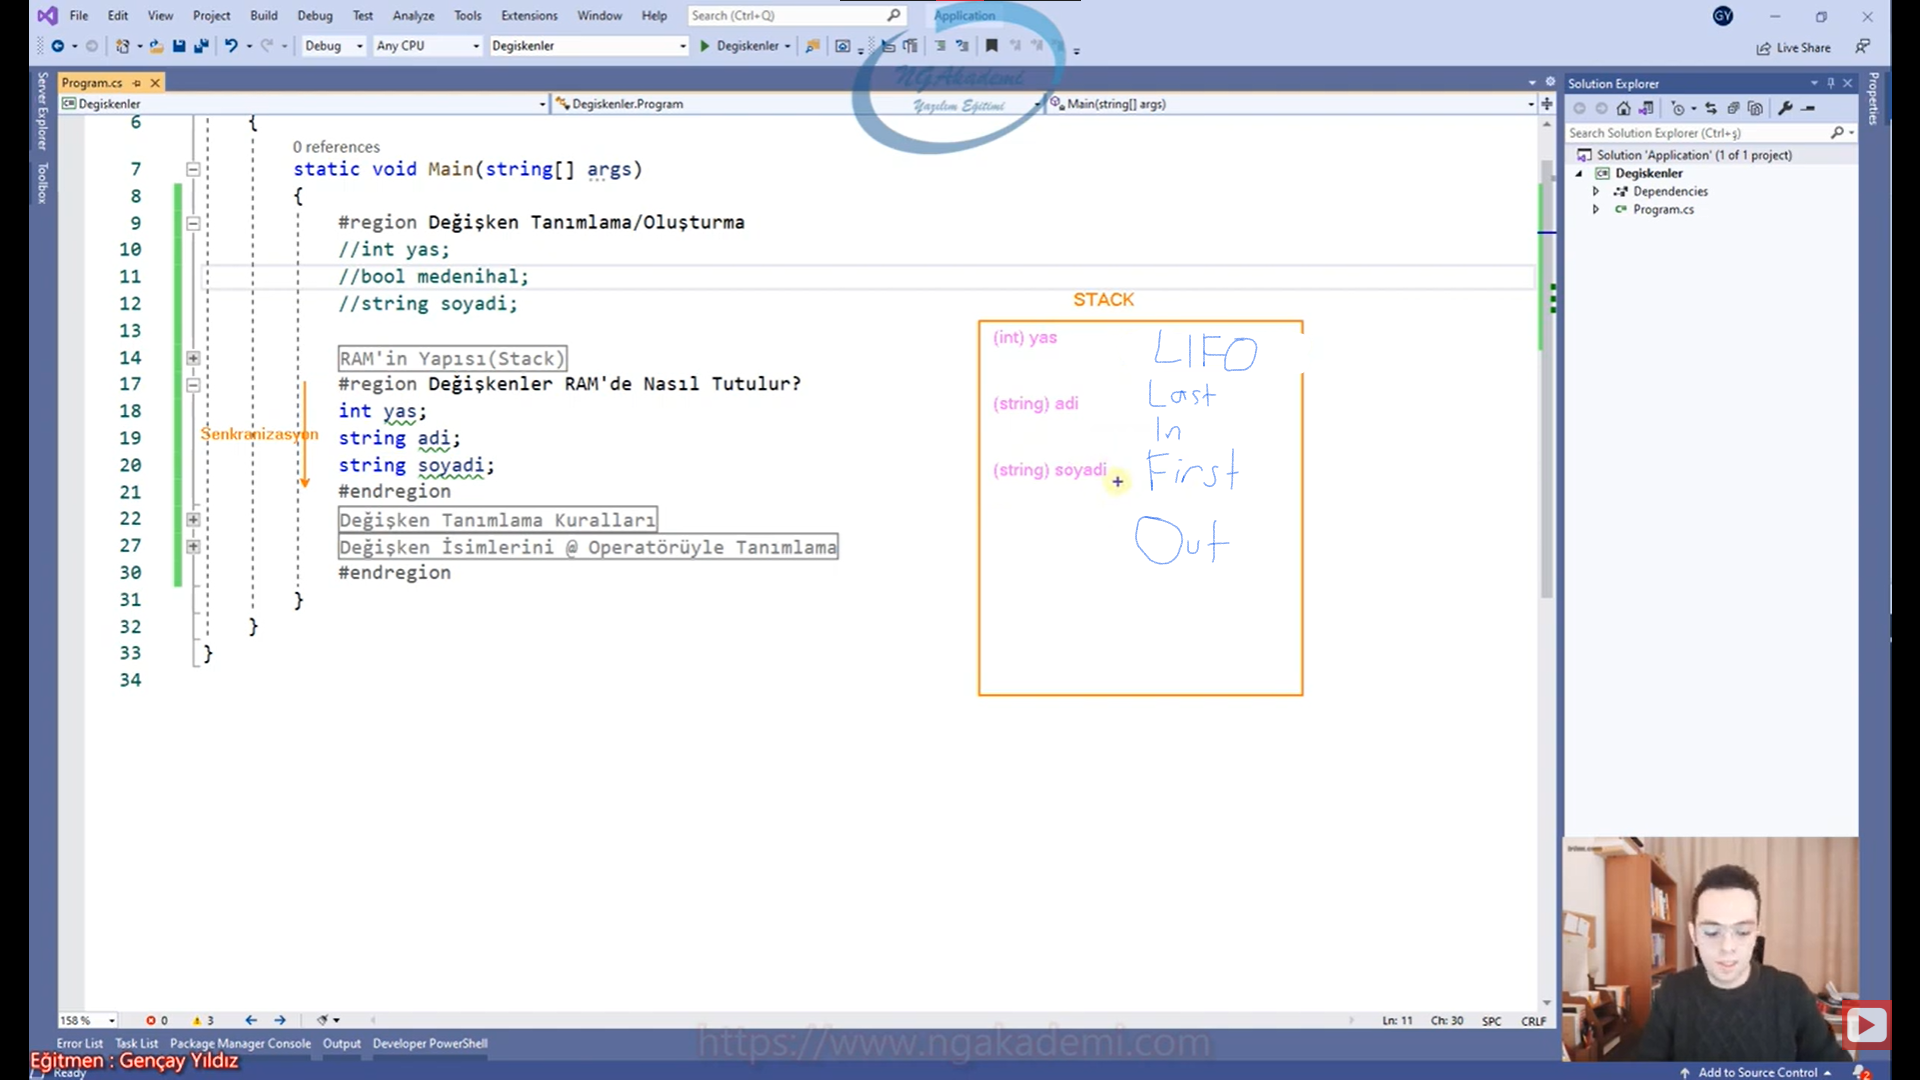 File Edit View Project Build Debug Test Analyze Tools Extensions Window Help Search (Ctrl+Q) Application GY
Debug Any CPU Degiskenler Degiskenler Live Share
NGAkademi
Yazılım Eğitimi
Server Explorer
Toolbox
Properties
Program.cs
Degiskenler Degiskenler.Program Main(string[] args)
6 {
0 references
7 static void Main(string[] args)
8 {
9 #region Değişken Tanımlama/Oluşturma
10 //int yas;
11 //bool medenihal;
12 //string soyadi;
13
14 RAM'in Yapısı(Stack)
17 #region Değişkenler RAM'de Nasıl Tutulur?
18 int yas;
Senkranizasyon
19 string adi;
20 string soyadi;
21 #endregion
22 Değişken Tanımlama Kuralları
27 Değişken İsimlerini @ Operatörüyle Tanımlama
30 #endregion
31 }
32 }
33 }
34
STACK
(int) yas
LIFO
Last
(string) adi
In
(string) soyadi
First
Out
Solution Explorer
Search Solution Explorer (Ctrl+ş)
Solution 'Application' (1 of 1 project)
Degiskenler
Dependencies
Program.cs
158 % 0 3 Ln: 11 Ch: 30 SPC CRLF
Error List Task List Package Manager Console Output Developer PowerShell
https://www.ngakademi.com
Eğitmen : Gençay Yıldız
Ready Add to Source Control 2